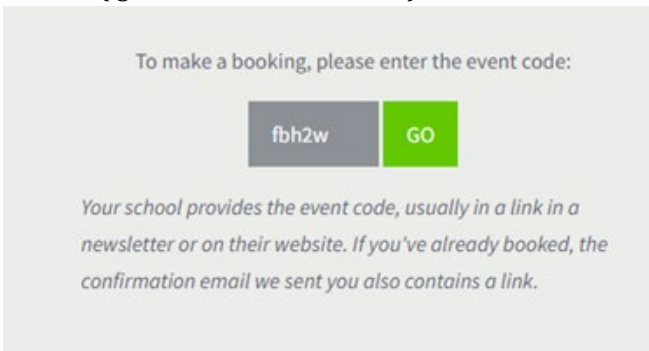 To make a booking, please enter the event code:
fbh2w GO
Your school provides the event code, usually in a link in a
newsletter or on their website. If you've already booked, the
confirmation email we sent you also contains a link.